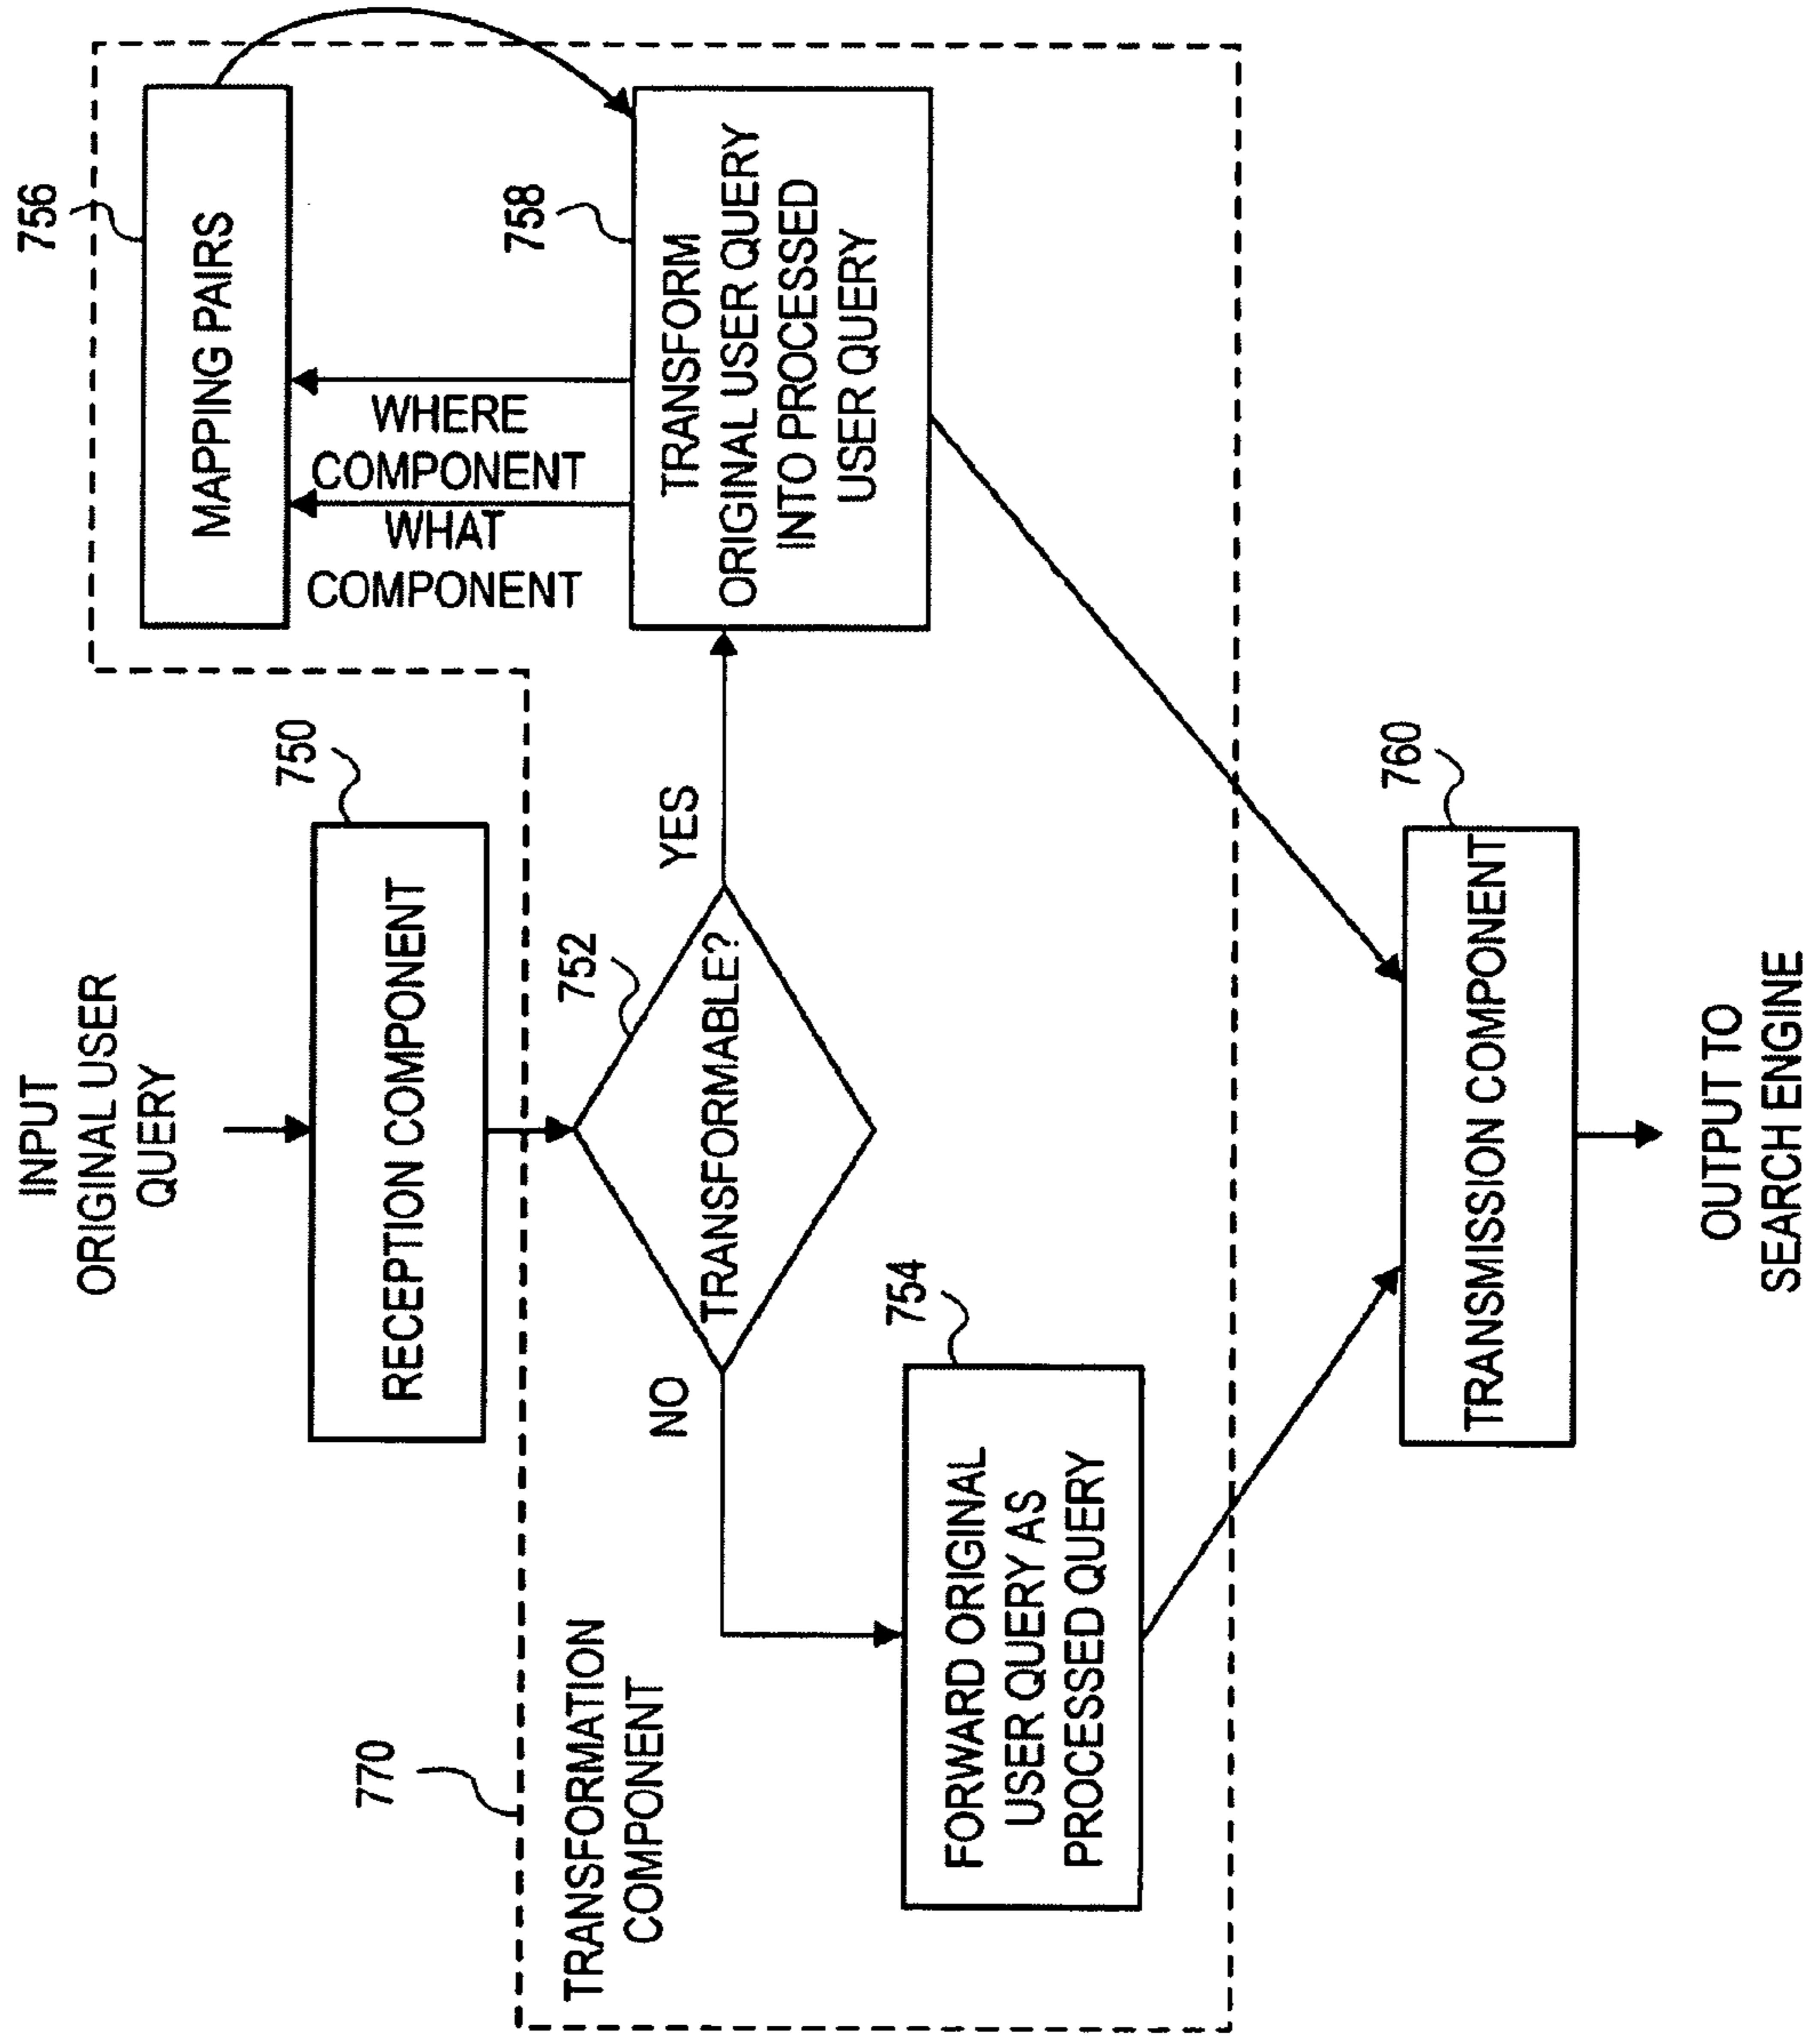 INPUT
ORIGINAL USER
QUERY
750
RECEPTION COMPONENT
756
MAPPING PAIRS
WHERE
COMPONENT
WHAT
COMPONENT
758
TRANSFORM
ORIGINAL USER QUERY
INTO PROCESSED
USER QUERY
770
TRANSFORMATION
COMPONENT
752
TRANSFORMABLE?
YES
NO
754
FORWARD ORIGINAL
USER QUERY AS
PROCESSED QUERY
760
TRANSMISSION COMPONENT
OUTPUT TO
SEARCH ENGINE